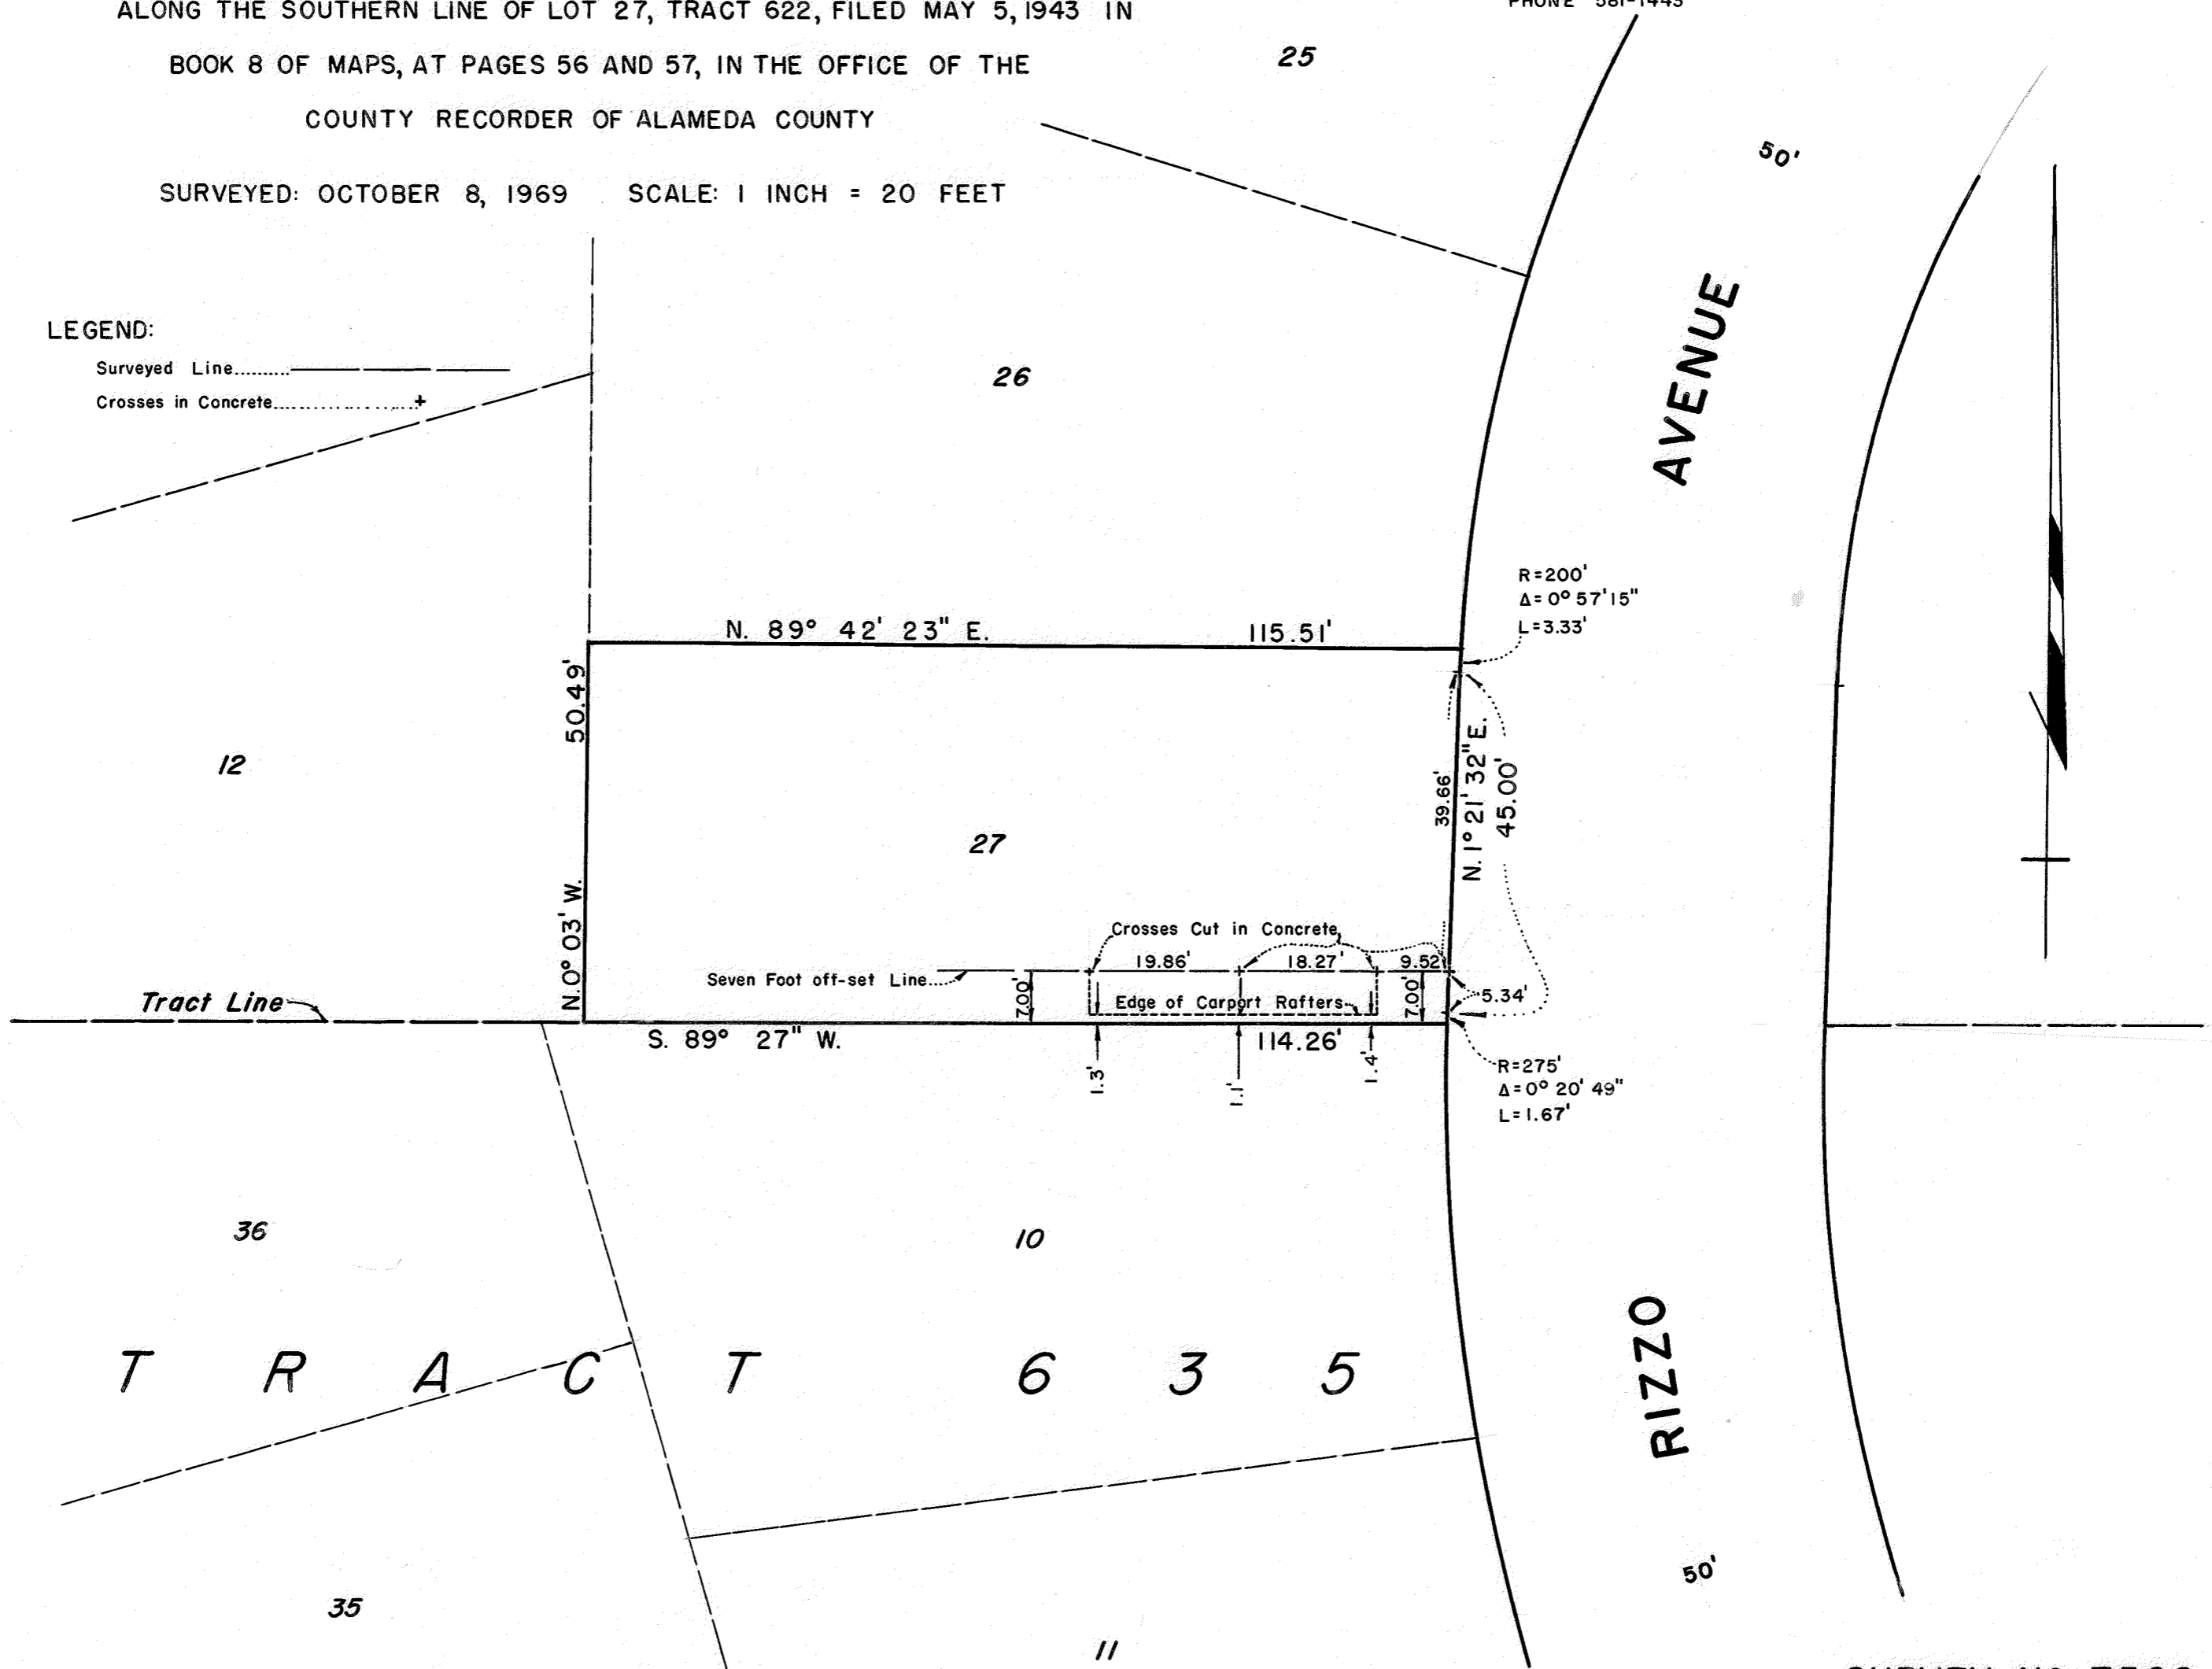 ALONG THE SOUTHERN LINE OF LOT 27, TRACT 622, FILED MAY 5, 1943 IN
BOOK 8 OF MAPS, AT PAGES 56 AND 57, IN THE OFFICE OF THE
COUNTY RECORDER OF ALAMEDA COUNTY
SURVEYED: OCTOBER 8, 1969 SCALE: 1 INCH = 20 FEET
PHONE 581-1443
25
50'
LEGEND:
Surveyed Line
Crosses in Concrete
26
AVENUE
R=200'
Δ=0° 57' 15"
L=3.33'
N. 89° 42' 23" E. 115.51'
50.49'
N. 0° 03' W.
12
27
39.66'
N. 1° 21' 32" E.
45.00'
Crosses Cut in Concrete
19.86' 18.27' 9.52'
Seven Foot off-set Line
7.00'
Edge of Carport Rafters
7.00'
5.34'
Tract Line
S. 89° 27" W. 114.26'
1.3'
1.1'
1.4'
R=275'
Δ=0° 20' 49"
L=1.67'
36
10
TRACT 635
RIZZO
50'
35
11